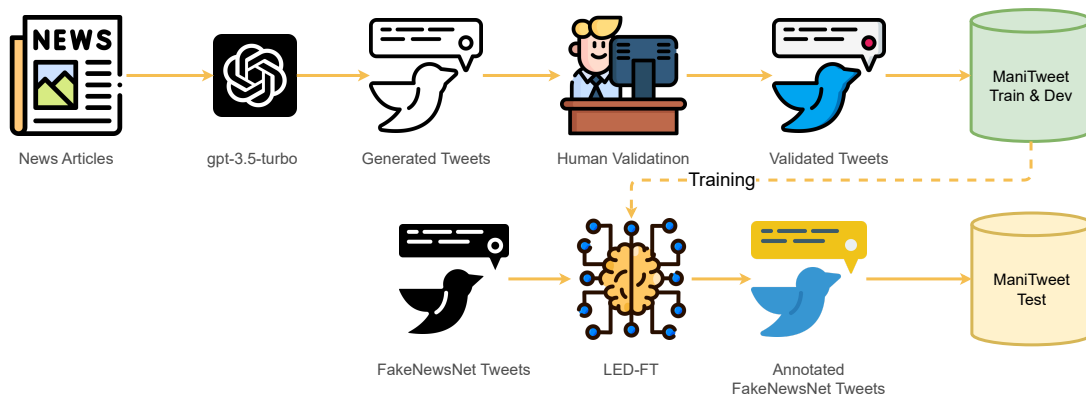 NEWS
ManiTweet
Train & Dev
News Articles
gpt-3.5-turbo
Generated Tweets
Human Validatinon
Validated Tweets
Training
ManiTweet
Test
FakeNewsNet Tweets
LED-FT
Annotated
FakeNewsNet Tweets